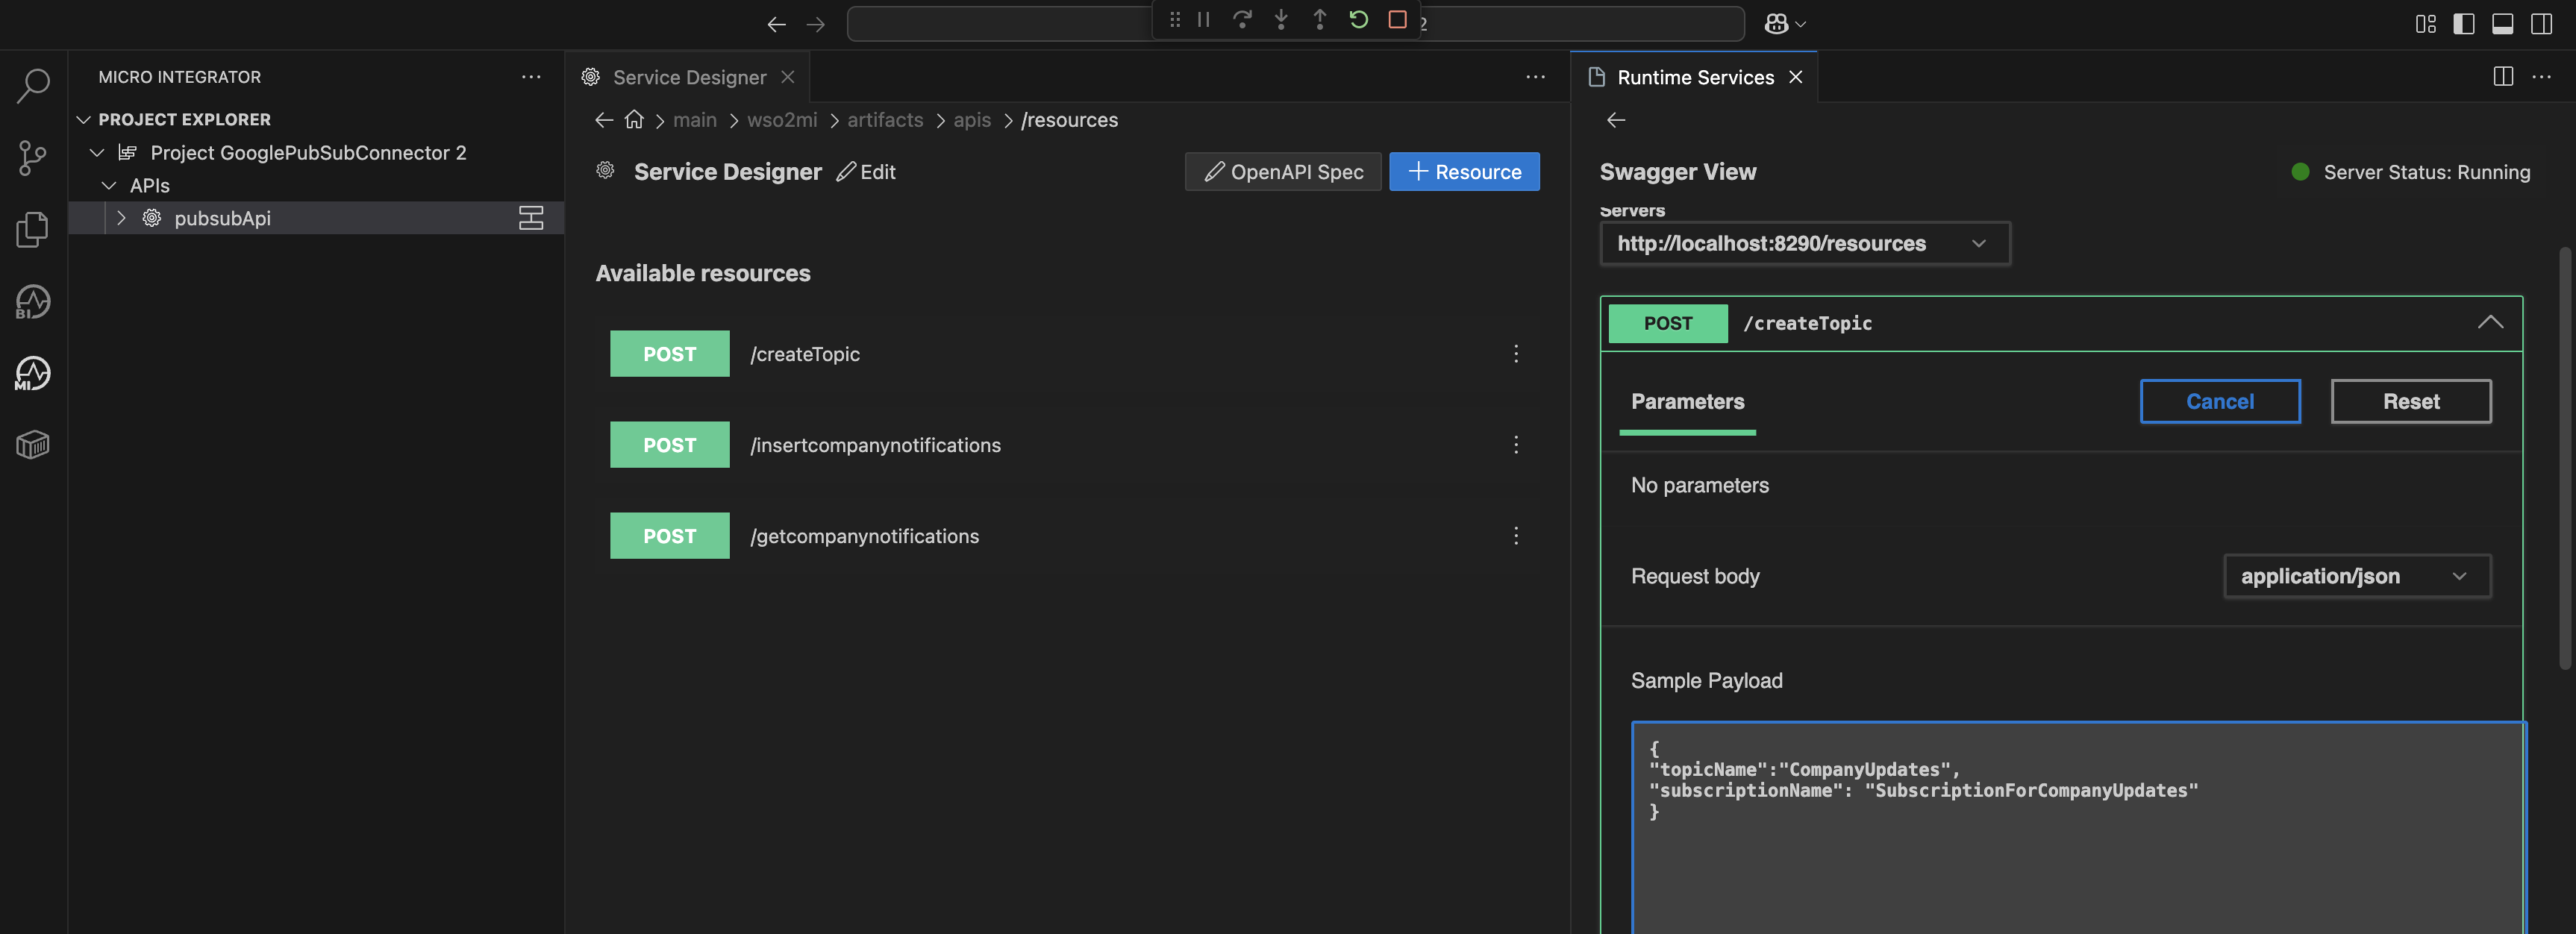 2
MICRO INTEGRATOR
PROJECT EXPLORER
Project GooglePubSubConnector 2
APIs
pubsubApi
BI
MI
Service Designer
main > wso2mi > artifacts > apis > /resources
Service Designer Edit
OpenAPI Spec
Resource
Available resources
POST /createTopic
POST /insertcompanynotifications
POST /getcompanynotifications
Runtime Services
Swagger View
Server Status: Running
Servers
http://localhost:8290/resources
POST /createTopic
Parameters
Cancel
Reset
No parameters
Request body
application/json
Sample Payload
{
"topicName":"CompanyUpdates",
"subscriptionName": "SubscriptionForCompanyUpdates"
}